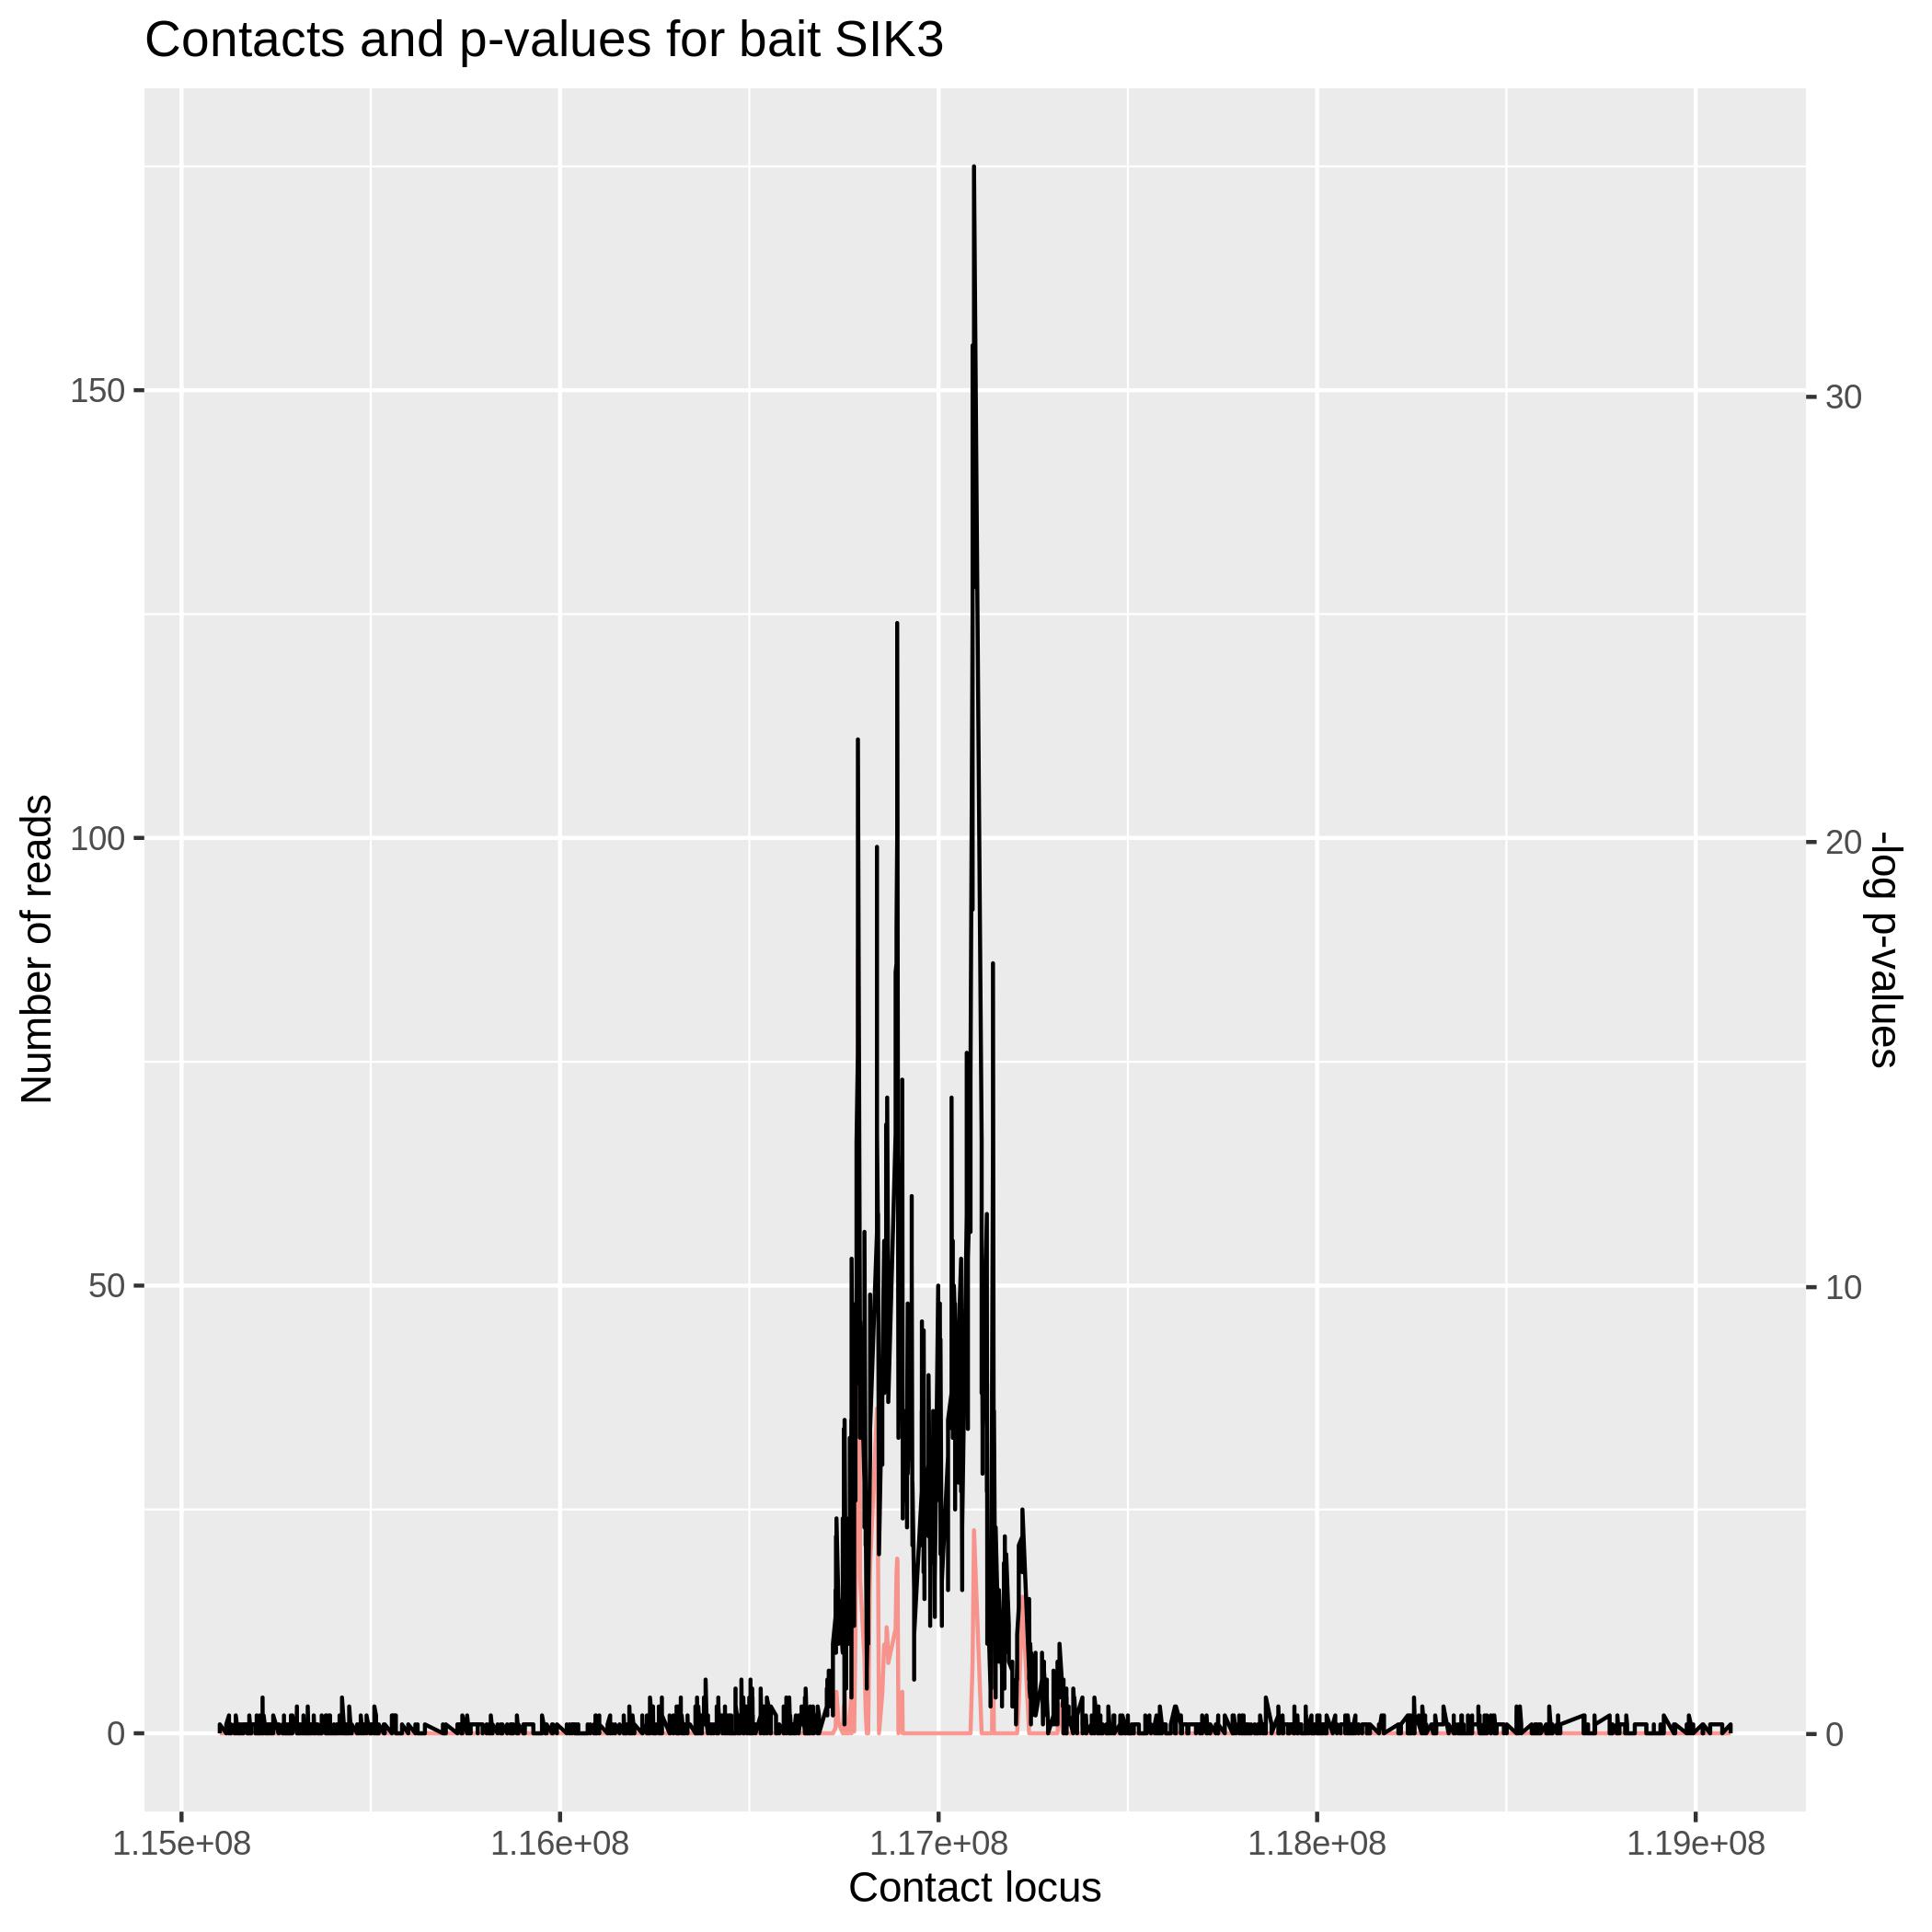 Contacts and p-values for bait SIK3
Number of reads
150
100
50
0
30
20
10
0
-log p-values
1.15e+08 1.16e+08 1.17e+08 1.18e+08 1.19e+08
Contact locus